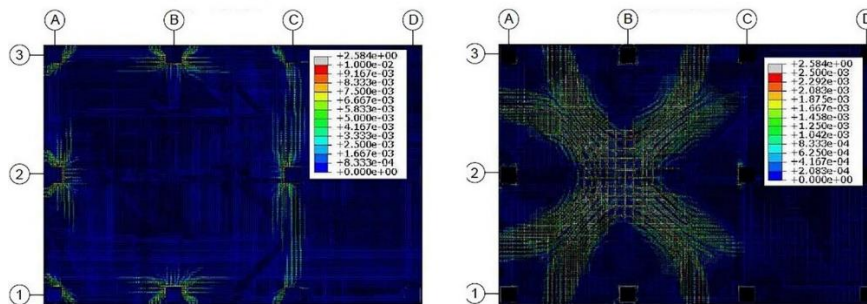 A
B
C
D
3
2
1
+2.584e+00
+1.000e-02
+9.167e-03
+8.333e-03
+7.500e-03
+6.667e-03
+5.833e-03
+5.000e-03
+4.167e-03
+3.333e-03
+2.500e-03
+1.667e-03
+8.333e-04
+0.000e+00
A
B
C
D
3
2
1
+2.584e+00
+2.500e-03
+2.292e-03
+2.083e-03
+1.875e-03
+1.667e-03
+1.458e-03
+1.250e-03
+1.042e-03
+8.333e-04
+6.250e-04
+4.167e-04
+2.083e-04
+0.000e+00